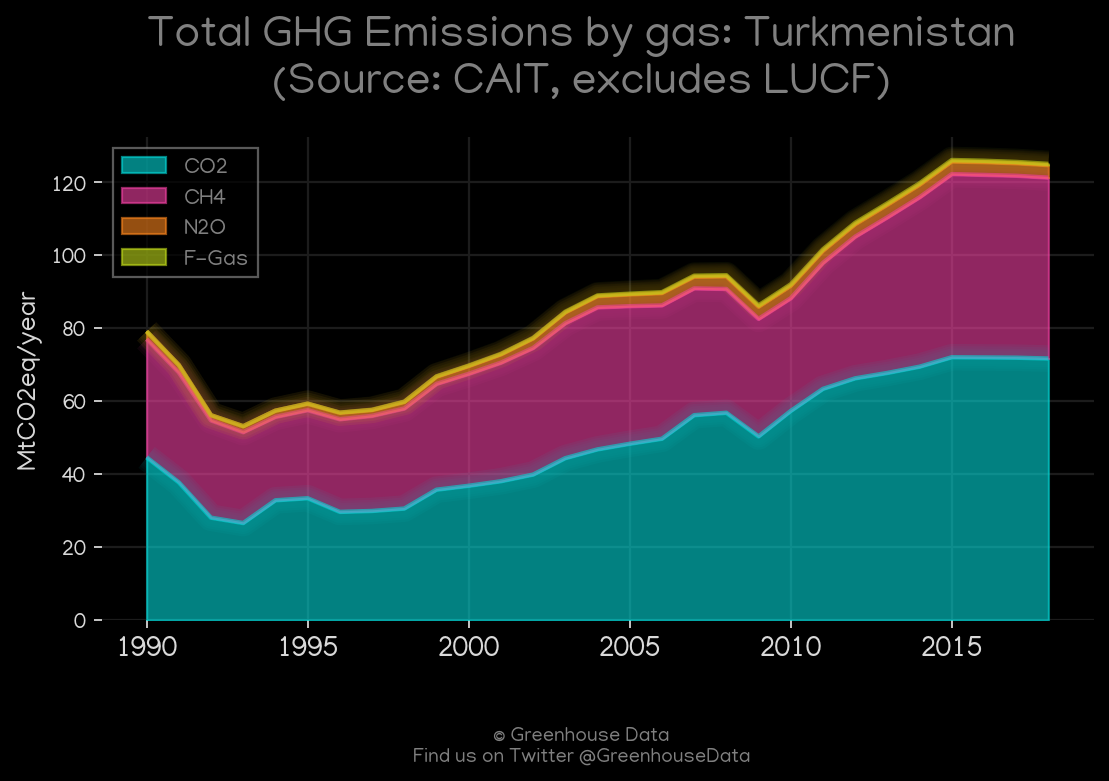 Total GHG Emissions by gas: Turkmenistan
(Source: CAIT, excludes LUCF)
CO2
CH4
N2O
F-Gas
MtCO2eq/year
120
100
80
60
40
20
0
1990 1995 2000 2005 2010 2015
© Greenhouse Data
Find us on Twitter @GreenhouseData